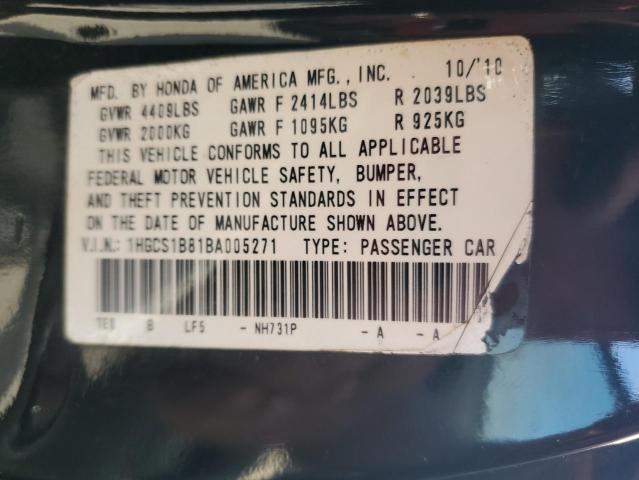 MFD. BY HONDA OF AMERICA MFG., INC. 10/'10
GVWR 4409LBS GAWR F 2414LBS R 2039LBS
GVWR 2000KG GAWR F 1095KG R 925KG
THIS VEHICLE CONFORMS TO ALL APPLICABLE
FEDERAL MOTOR VEHICLE SAFETY, BUMPER,
AND THEFT PREVENTION STANDARDS IN EFFECT
ON THE DATE OF MANUFACTURE SHOWN ABOVE.
V.I.N.: 1HGCS1B81BA005271 TYPE: PASSENGER CAR
TE0 B LF5 - NH731P - A - A